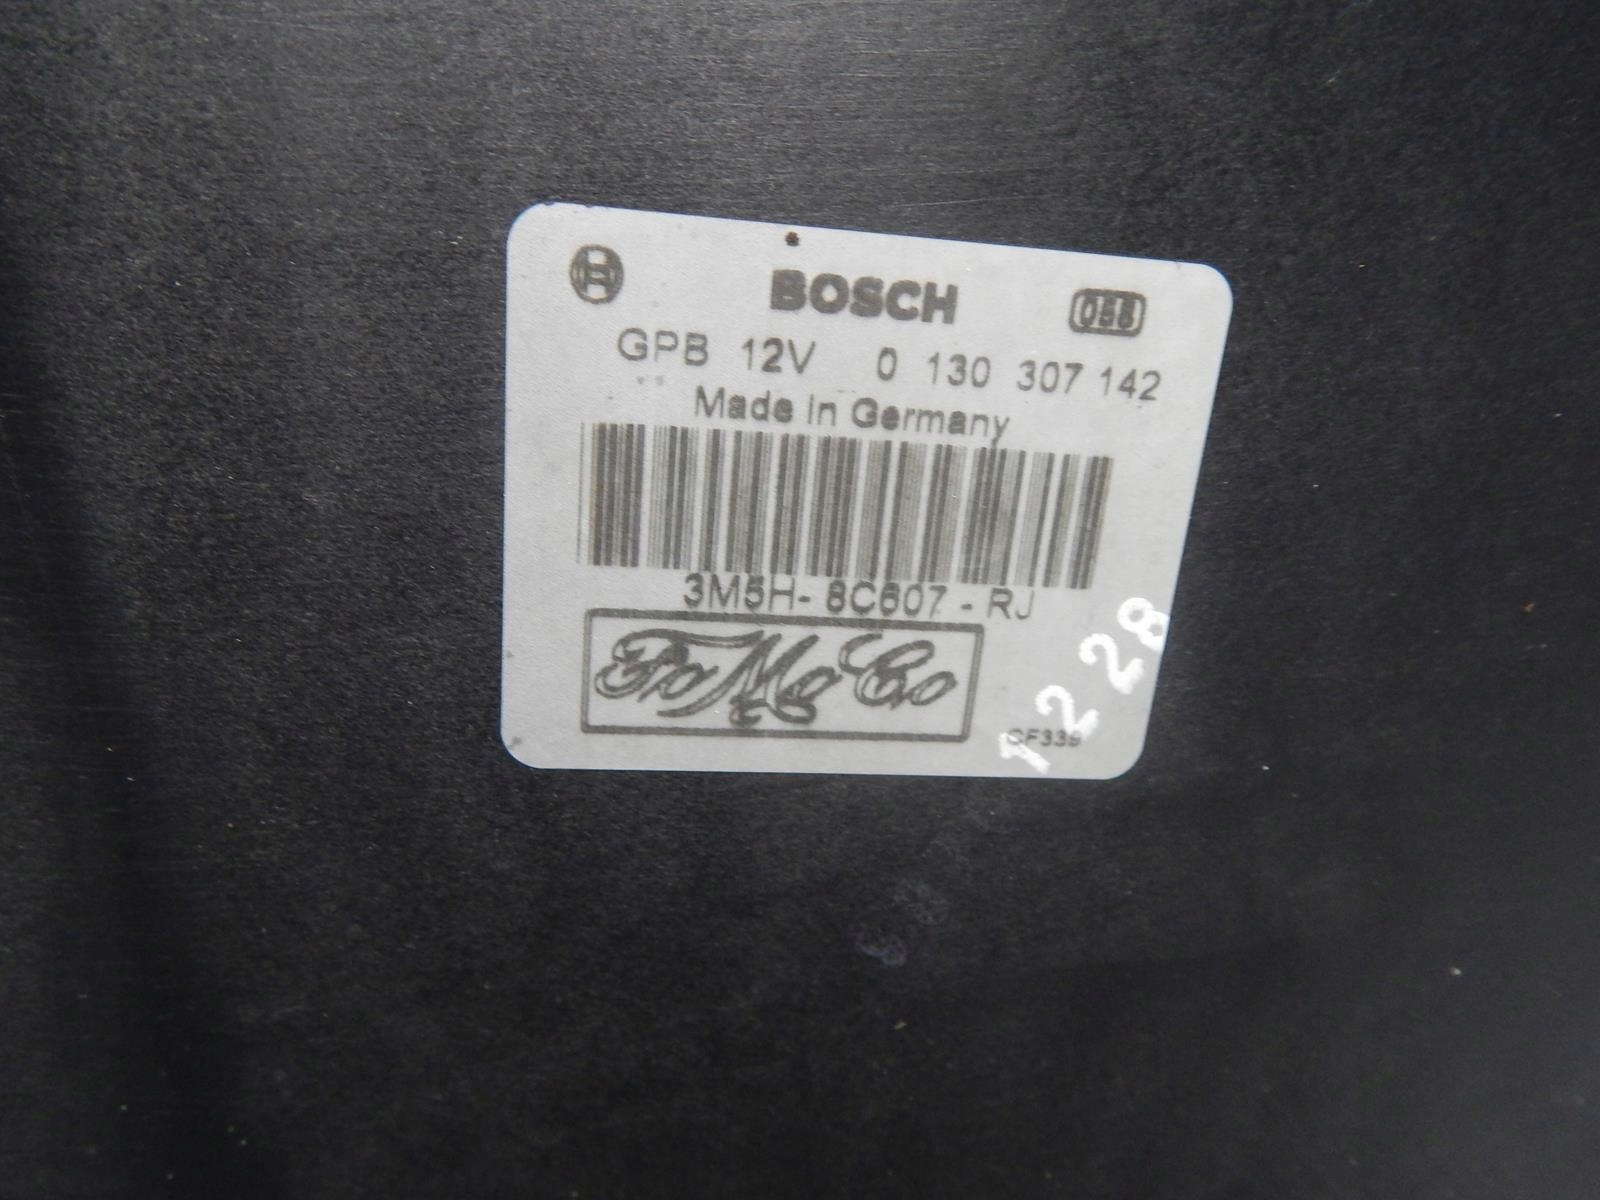 BOSCH
GPB 12V 0 130 307 142
Made in Germany
3M5H-8C607-RJ
FoMoCo
CF339
1228